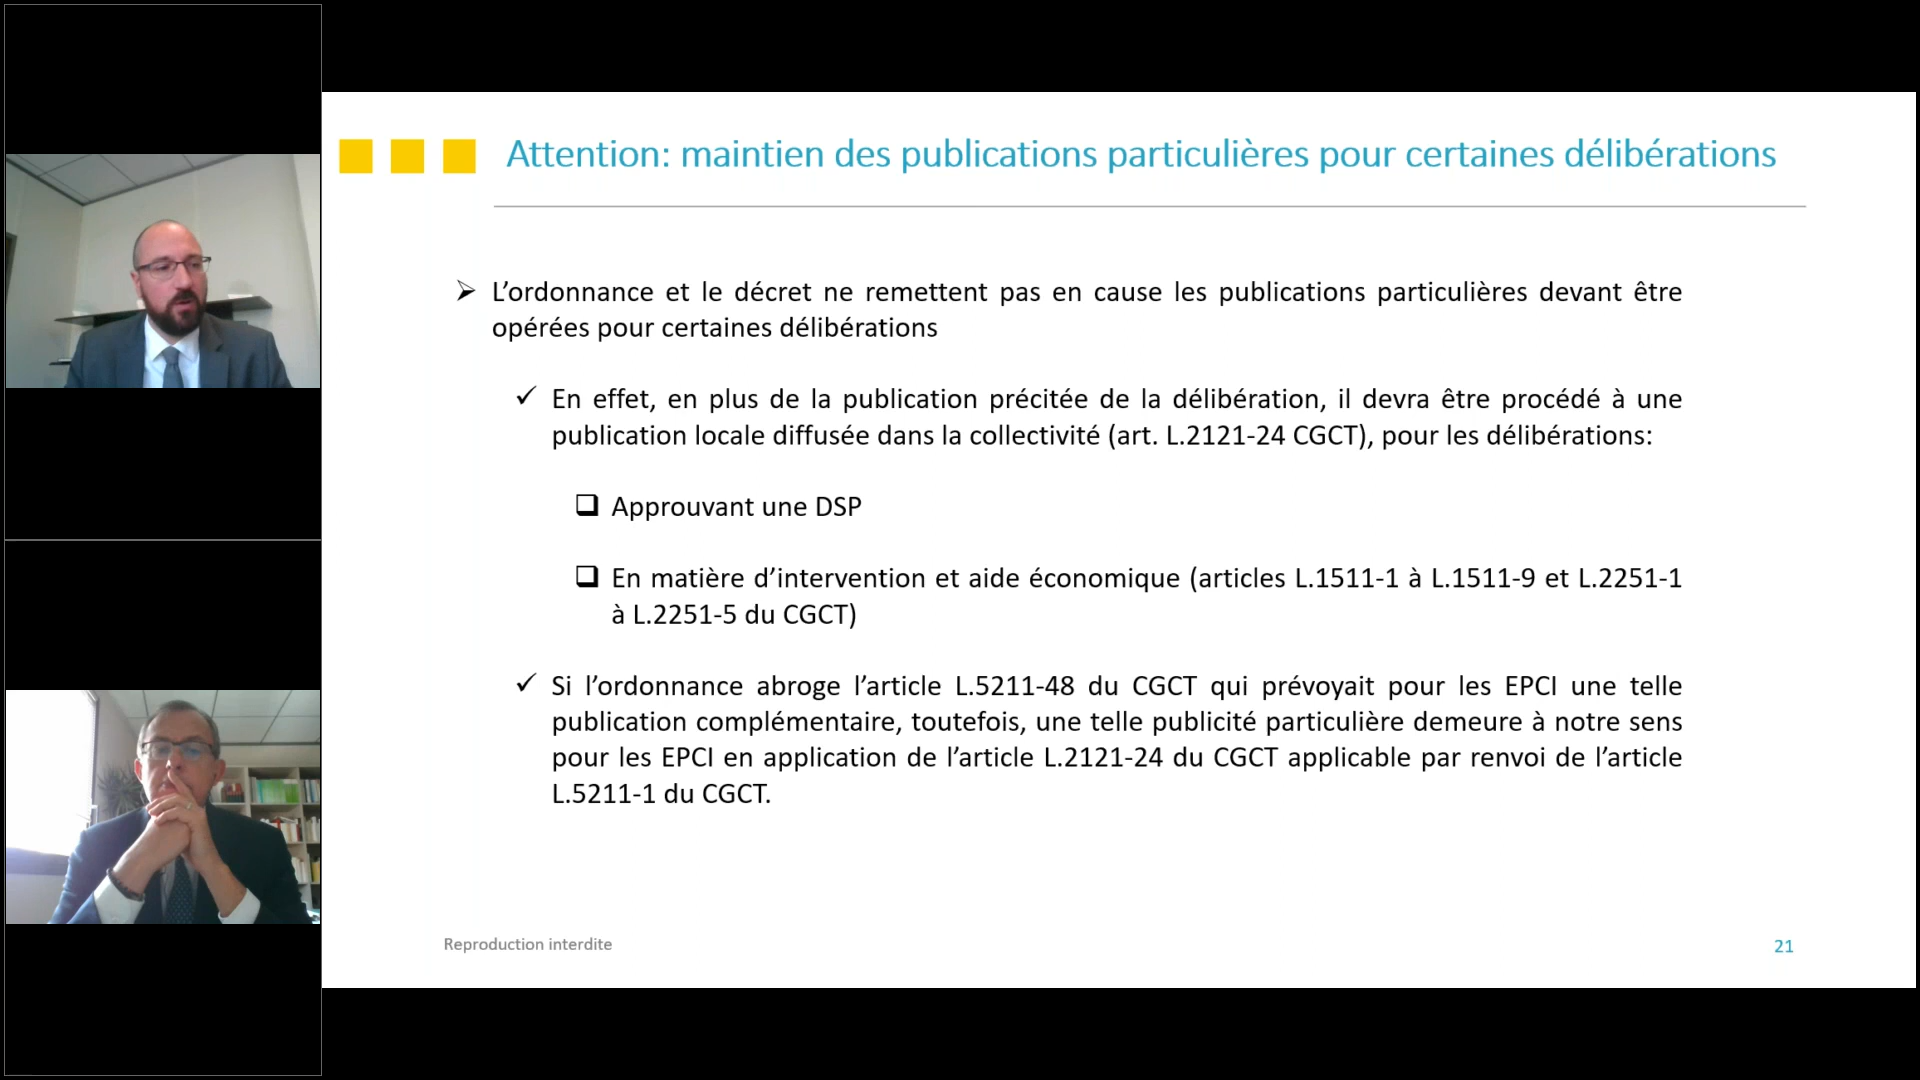 Attention: maintien des publications particulières pour certaines délibérations
L’ordonnance et le décret ne remettent pas en cause les publications particulières devant être
opérées pour certaines délibérations
En effet, en plus de la publication précitée de la délibération, il devra être procédé à une
publication locale diffusée dans la collectivité (art. L.2121-24 CGCT), pour les délibérations:
Approuvant une DSP
En matière d’intervention et aide économique (articles L.1511-1 à L.1511-9 et L.2251-1
à L.2251-5 du CGCT)
Si l’ordonnance abroge l’article L.5211-48 du CGCT qui prévoyait pour les EPCI une telle
publication complémentaire, toutefois, une telle publicité particulière demeure à notre sens
pour les EPCI en application de l’article L.2121-24 du CGCT applicable par renvoi de l’article
L.5211-1 du CGCT.
Reproduction interdite
21